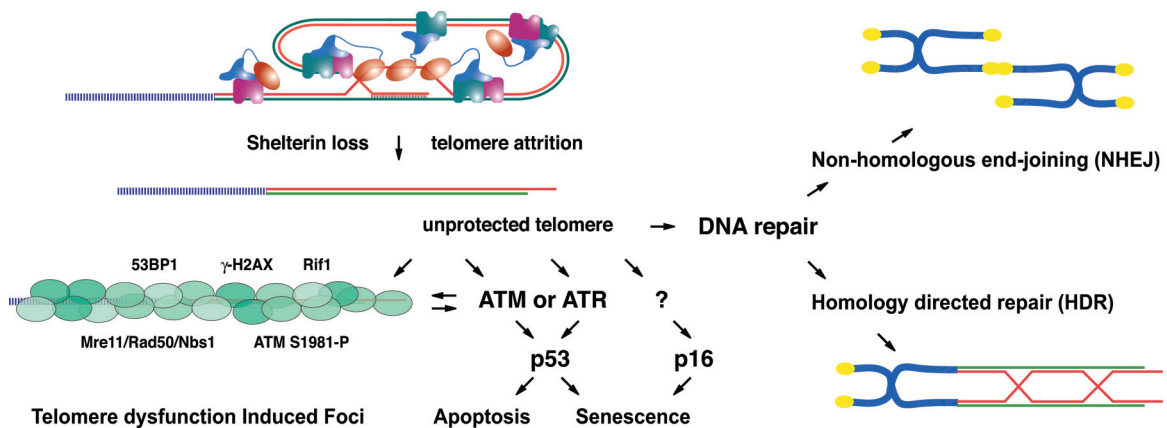 Shelterin loss telomere attrition
Non-homologous end-joining (NHEJ)
unprotected telomere DNA repair
53BP1 γ-H2AX Rif1
ATM or ATR ?
Homology directed repair (HDR)
Mre11/Rad50/Nbs1 ATM S1981-P
p53 p16
Telomere dysfunction Induced Foci Apoptosis Senescence